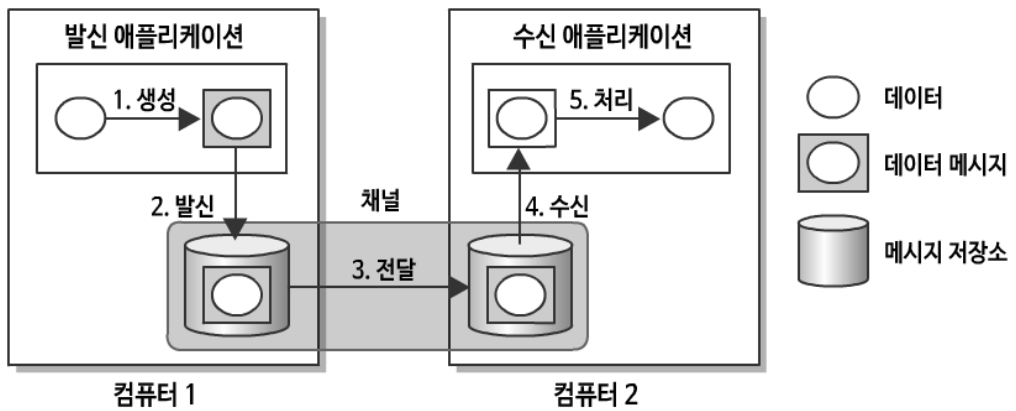 발신 애플리케이션
수신 애플리케이션
1. 생성
5. 처리
데이터
데이터 메시지
2. 발신
채널
4. 수신
3. 전달
메시지 저장소
컴퓨터 1
컴퓨터 2